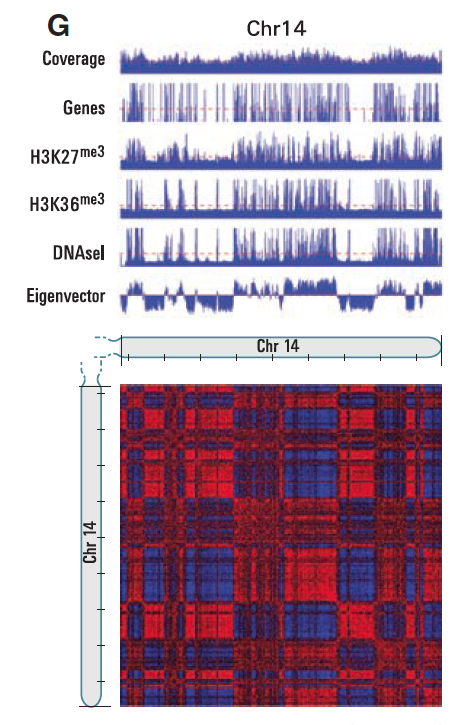 G
Chr14
Coverage
Genes
H3K27me3
H3K36me3
DNAseI
Eigenvector
Chr 14
Chr 14